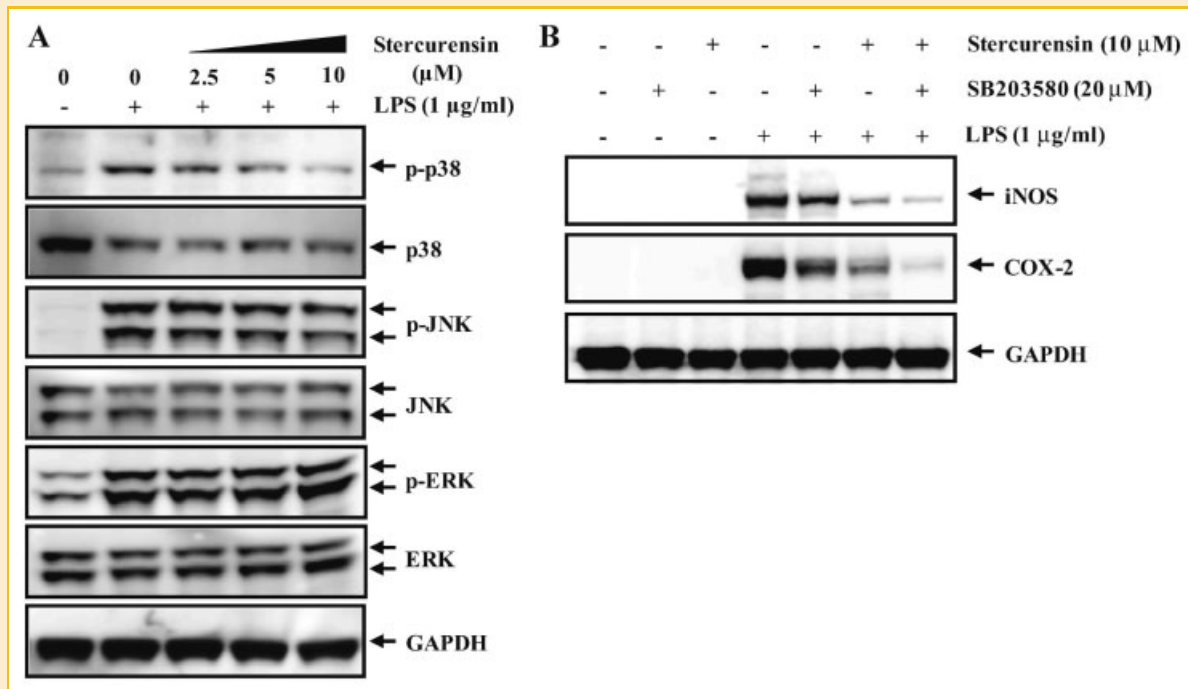 A
Stercurensin
(µM)
0 0 2.5 5 10
- + + + + LPS (1 µg/ml)
p-p38
p38
p-JNK
JNK
p-ERK
ERK
GAPDH
B
- - + - - + + Stercurensin (10 µM)
- + - - + - + SB203580 (20 µM)
- - - + + + + LPS (1 µg/ml)
iNOS
COX-2
GAPDH